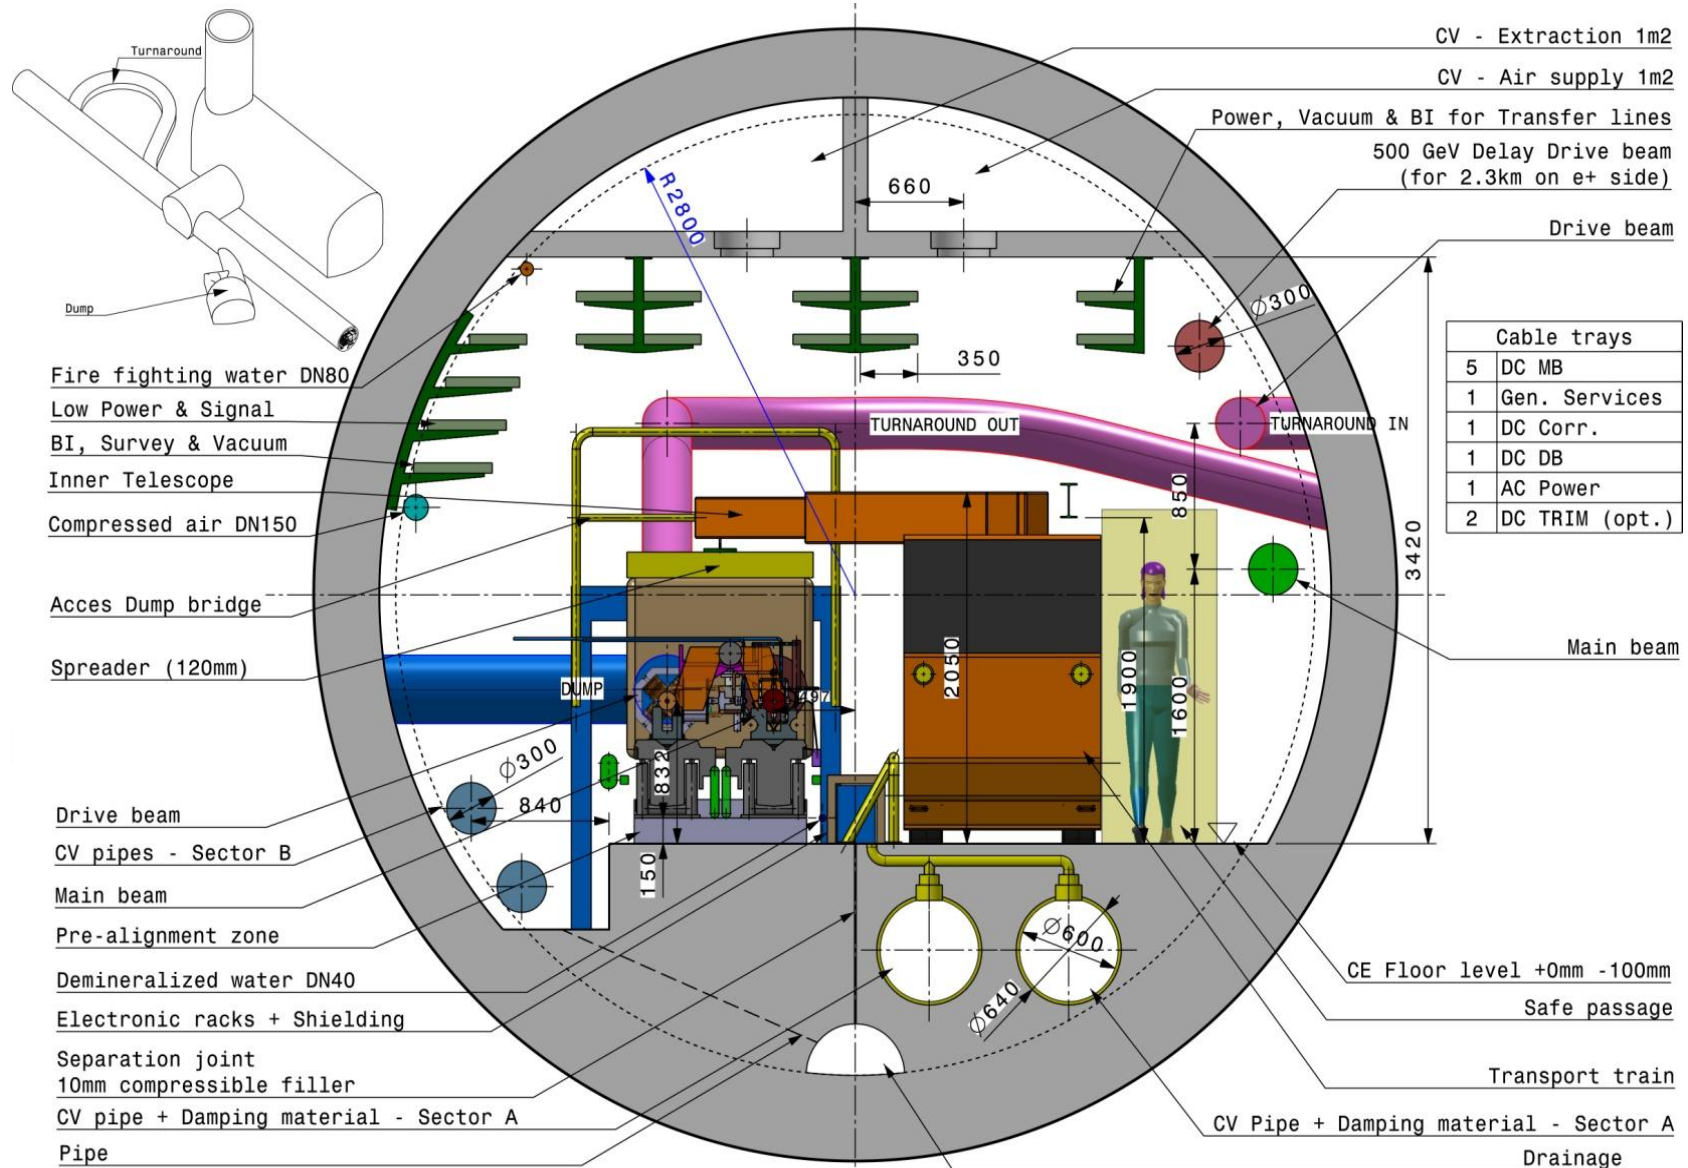 Turnaround
Dump
CV - Extraction 1m2
CV - Air supply 1m2
Power, Vacuum & BI for Transfer lines
500 GeV Delay Drive beam
(for 2.3km on e+ side)
Drive beam
660
R2800
Ø300
350
Cable trays
5 DC MB
1 Gen. Services
1 DC Corr.
1 DC DB
1 AC Power
2 DC TRIM (opt.)
Fire fighting water DN80
Low Power & Signal
BI, Survey & Vacuum
Inner Telescope
Compressed air DN150
Acces Dump bridge
Spreader (120mm)
TURNAROUND OUT
TURNAROUND IN
850
3420
2050
1900
1600
Main beam
DUMP
497
832
Ø300
840
150
Drive beam
CV pipes - Sector B
Main beam
Pre-alignment zone
Demineralized water DN40
Electronic racks + Shielding
Separation joint
10mm compressible filler
CV pipe + Damping material - Sector A
Pipe
Ø600
Ø640
CE Floor level +0mm -100mm
Safe passage
Transport train
CV Pipe + Damping material - Sector A
Drainage